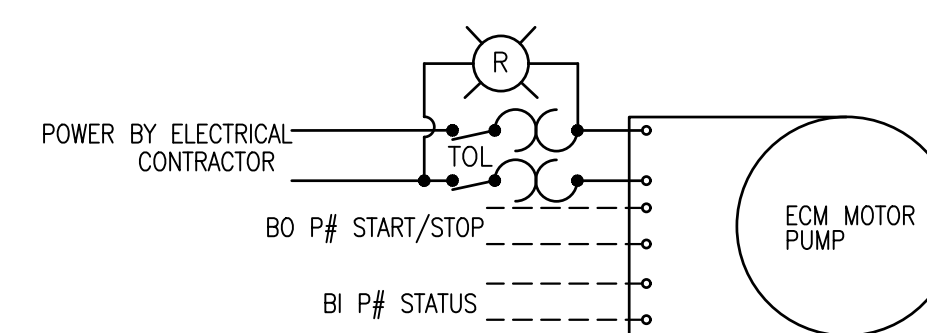 R
POWER BY ELECTRICAL
CONTRACTOR
TOL
BO P# START/STOP
ECM MOTOR
PUMP
BI P# STATUS